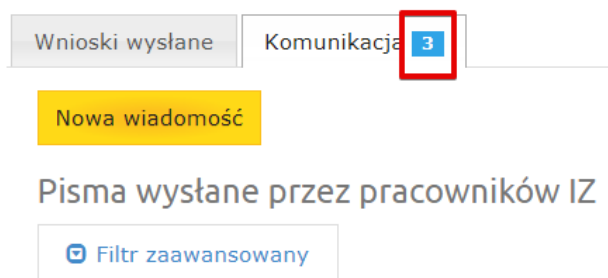 Wnioski wysłane Komunikacja 3
Nowa wiadomość
Pisma wysłane przez pracowników IZ
Filtr zaawansowany